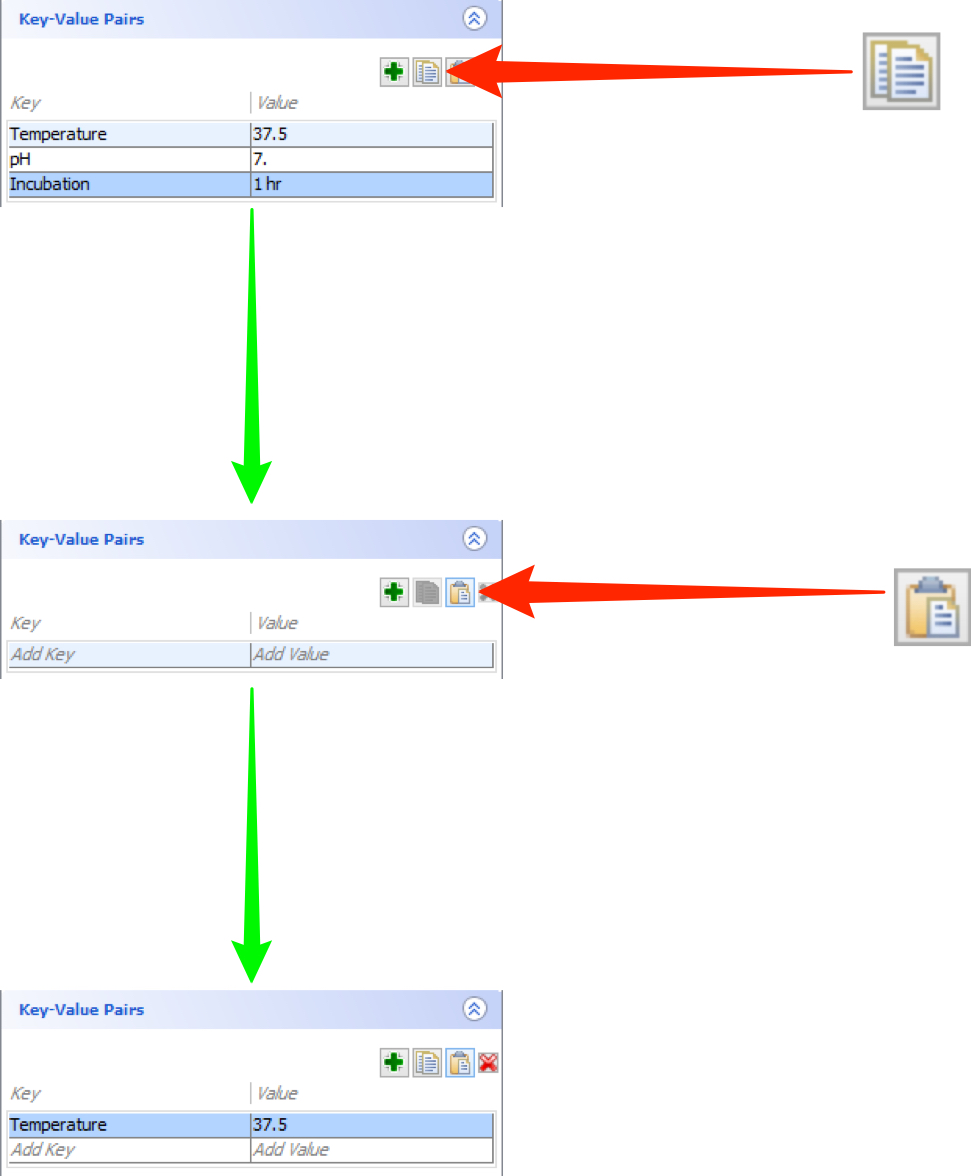 Key-Value Pairs
Key Value
Temperature 37.5
pH 7.
Incubation 1 hr
Key-Value Pairs
Key Value
Add Key Add Value
Key-Value Pairs
Key Value
Temperature 37.5
Add Key Add Value